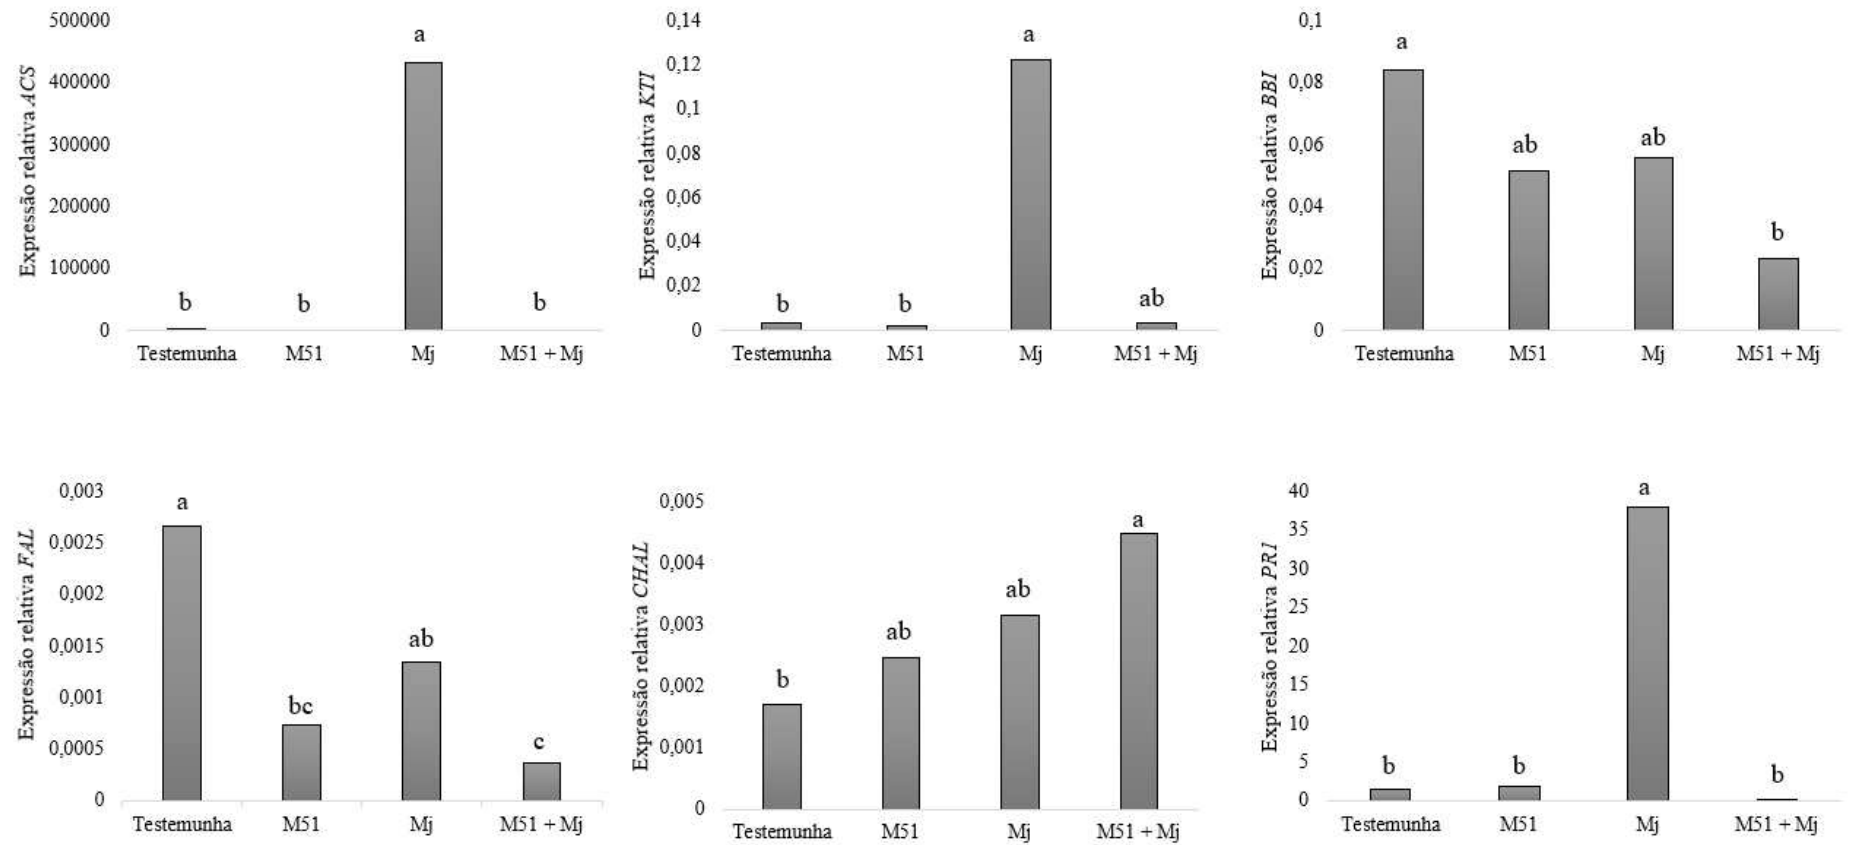 Expressão relativa ACS
500000
400000
300000
200000
100000
0
b
b
a
b
Testemunha
M51
Mj
M51 + Mj
Expressão relativa KTI
0,14
0,12
0,1
0,08
0,06
0,04
0,02
0
b
b
a
ab
Testemunha
M51
Mj
M51 + Mj
Expressão relativa BBI
0,1
0,08
0,06
0,04
0,02
0
a
ab
ab
b
Testemunha
M51
Mj
M51 + Mj
Expressão relativa FAL
0,003
0,0025
0,002
0,0015
0,001
0,0005
0
a
bc
ab
c
Testemunha
M51
Mj
M51 + Mj
Expressão relativa CHAL
0,005
0,004
0,003
0,002
0,001
0
b
ab
ab
a
Testemunha
M51
Mj
M51 + Mj
Expressão relativa PR1
40
35
30
25
20
15
10
5
0
b
b
a
b
Testemunha
M51
Mj
M51 + Mj